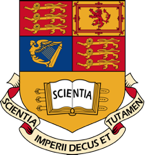 SCIENTIA
SCIENTIA
IMPERII DECUS ET
TUTAMEN